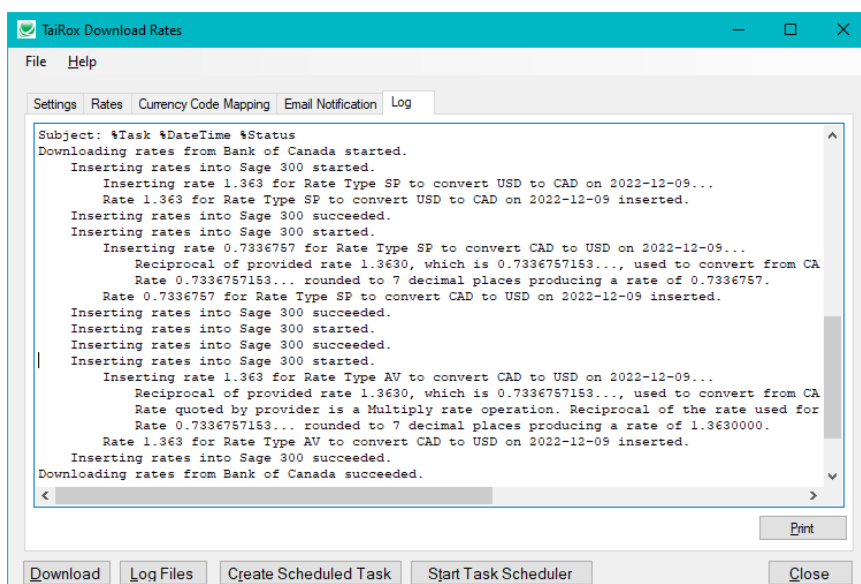 TaiRox Download Rates
File Help
Settings Rates Currency Code Mapping Email Notification Log
Subject: %Task %DateTime %Status
Downloading rates from Bank of Canada started.
Inserting rates into Sage 300 started.
Inserting rate 1.363 for Rate Type SP to convert USD to CAD on 2022-12-09...
Rate 1.363 for Rate Type SP to convert USD to CAD on 2022-12-09 inserted.
Inserting rates into Sage 300 succeeded.
Inserting rates into Sage 300 started.
Inserting rate 0.7336757 for Rate Type SP to convert CAD to USD on 2022-12-09...
Reciprocal of provided rate 1.3630, which is 0.7336757153..., used to convert from CA
Rate 0.7336757153... rounded to 7 decimal places producing a rate of 0.7336757.
Rate 0.7336757 for Rate Type SP to convert CAD to USD on 2022-12-09 inserted.
Inserting rates into Sage 300 succeeded.
Inserting rates into Sage 300 started.
Inserting rates into Sage 300 succeeded.
Inserting rates into Sage 300 started.
Inserting rate 1.363 for Rate Type AV to convert CAD to USD on 2022-12-09...
Reciprocal of provided rate 1.3630, which is 0.7336757153..., used to convert from CA
Rate quoted by provider is a Multiply rate operation. Reciprocal of the rate used for
Rate 0.7336757153... rounded to 7 decimal places producing a rate of 1.3630000.
Rate 1.363 for Rate Type AV to convert CAD to USD on 2022-12-09 inserted.
Inserting rates into Sage 300 succeeded.
Downloading rates from Bank of Canada succeeded.
Print
Download Log Files Create Scheduled Task Start Task Scheduler Close